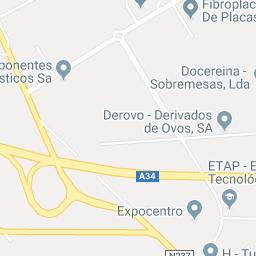 Fibroplac
De Placas
ponentes
sticos Sa
Docereina -
Sobremesas, Lda
Derovo - Derivados
de Ovos, SA
ETAP - E
Tecnológ
A34
Expocentro
N237
H - Tu